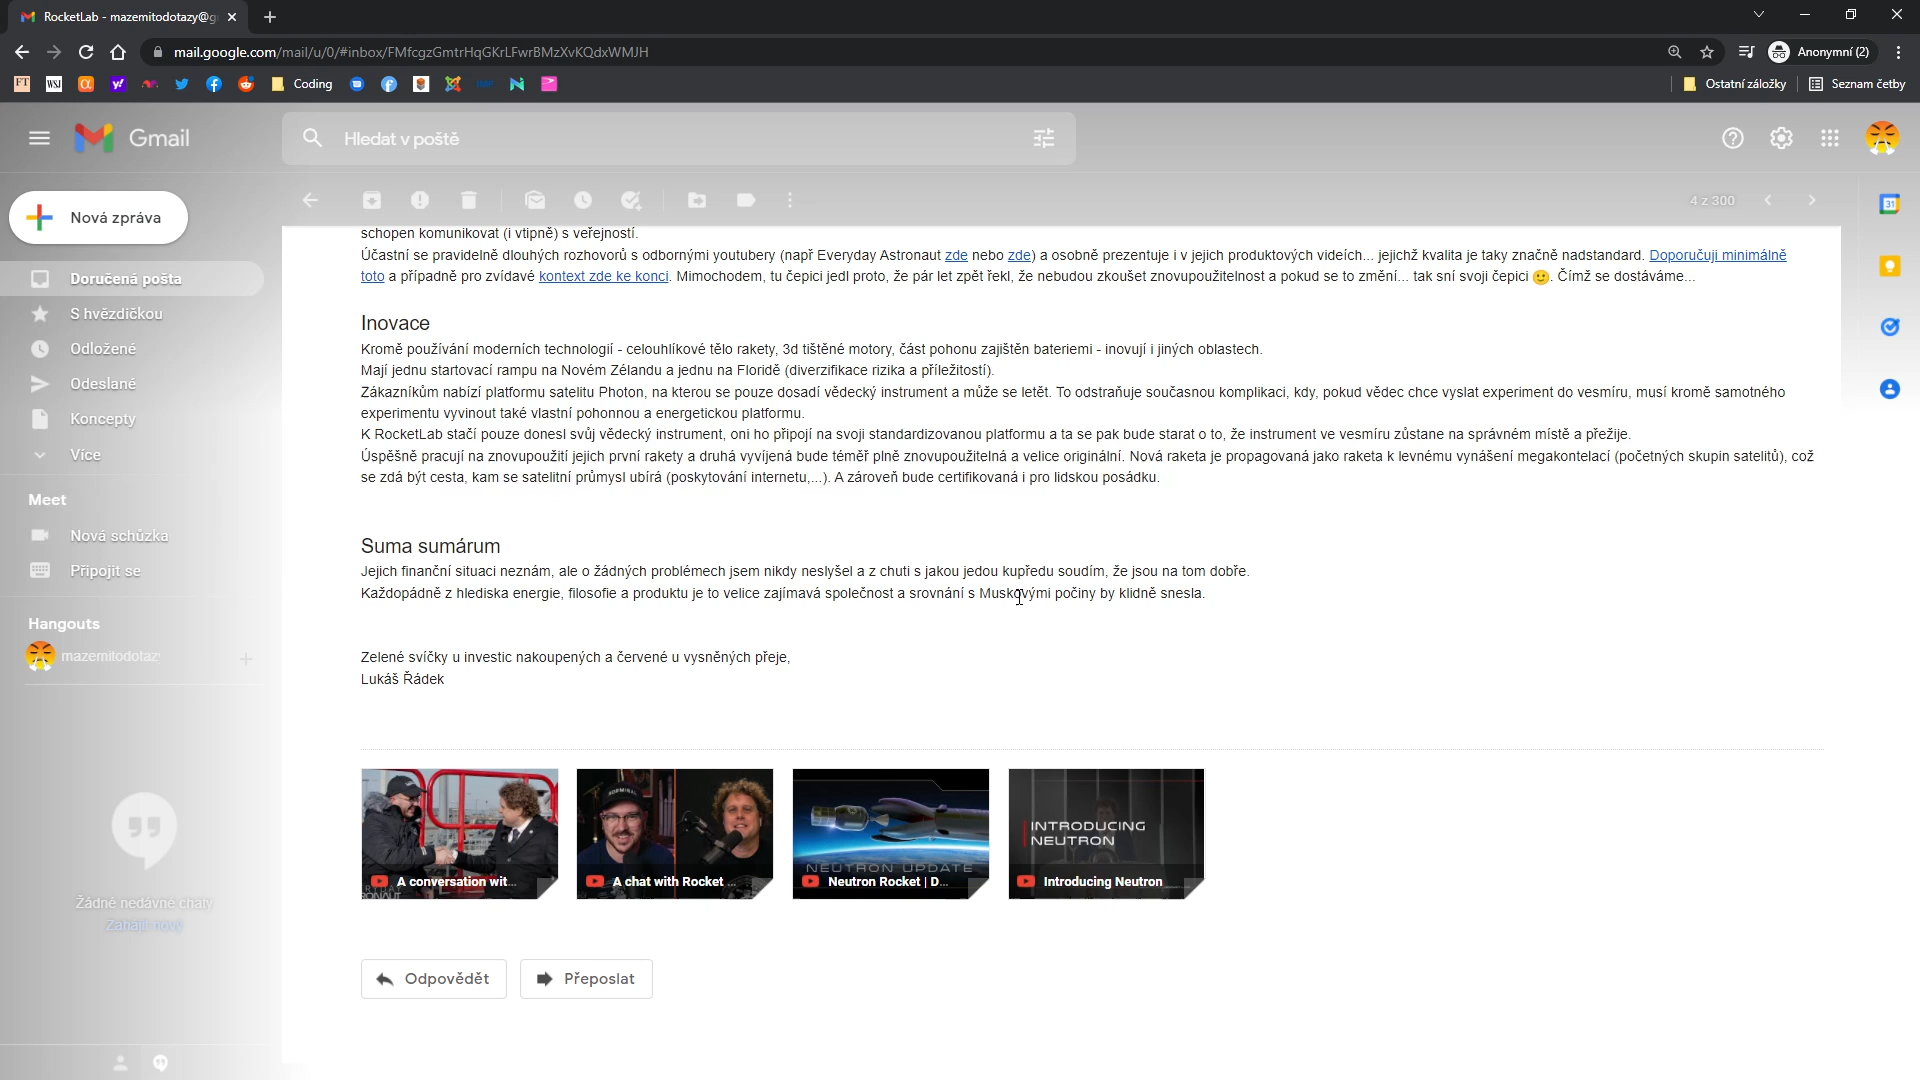 RocketLab - mazemitodotazy@g
mail.google.com/mail/u/0/#inbox/FMfcgzGmtrHqGKrLFwrBMzXvKQdxWMJH
Anonymní (2)
FT WSJ Coding
Ostatní záložky
Seznam četby
Gmail
Hledat v poště
4 z 300
31
Nová zpráva
Doručená pošta
S hvězdičkou
Odložené
Odeslané
Koncepty
Více
Meet
Nová schůzka
Připojit se
Hangouts
mazemitodotaz
Žádné nedávné chaty
Zahájit nový
schopen komunikovat (i vtipně) s veřejností.
Účastní se pravidelně dlouhých rozhovorů s odbornými youtubery (např Everyday Astronaut zde nebo zde) a osobně prezentuje i v jejich produktových videích... jejichž kvalita je taky značně nadstandard. Doporučuji minimálně
toto a případně pro zvídavé kontext zde ke konci. Mimochodem, tu čepici jedl proto, že pár let zpět řekl, že nebudou zkoušet znovupoužitelnost a pokud se to změní... tak sní svoji čepici 🙂. Čímž se dostáváme...
Inovace
Kromě používání moderních technologií - celouhlíkové tělo rakety, 3d tištěné motory, část pohonu zajištěn bateriemi - inovují i jiných oblastech.
Mají jednu startovací rampu na Novém Zélandu a jednu na Floridě (diverzifikace rizika a příležitostí).
Zákazníkům nabízí platformu satelitu Photon, na kterou se pouze dosadí vědecký instrument a může se letět. To odstraňuje současnou komplikaci, kdy, pokud vědec chce vyslat experiment do vesmíru, musí kromě samotného
experimentu vyvinout také vlastní pohonnou a energetickou platformu.
K RocketLab stačí pouze donesl svůj vědecký instrument, oni ho připojí na svoji standardizovanou platformu a ta se pak bude starat o to, že instrument ve vesmíru zůstane na správném místě a přežije.
Úspěšně pracují na znovupoužití jejich první rakety a druhá vyvíjená bude téměř plně znovupoužitelná a velice originální. Nová raketa je propagovaná jako raketa k levnému vynášení megakontelací (početných skupin satelitů), což
se zdá být cesta, kam se satelitní průmysl ubírá (poskytování internetu,...). A zároveň bude certifikovaná i pro lidskou posádku.
Suma sumárum
Jejich finanční situaci neznám, ale o žádných problémech jsem nikdy neslyšel a z chuti s jakou jedou kupředu soudím, že jsou na tom dobře.
Každopádně z hlediska energie, filosofie a produktu je to velice zajímavá společnost a srovnání s Muskovými počiny by klidně snesla.
Zelené svíčky u investic nakoupených a červené u vysněných přeje,
Lukáš Řádek
A conversation wit...
A chat with Rocket ...
NEUTRON UPDATE
Neutron Rocket | D...
INTRODUCING
NEUTRON
Introducing Neutron
Odpovědět
Přeposlat